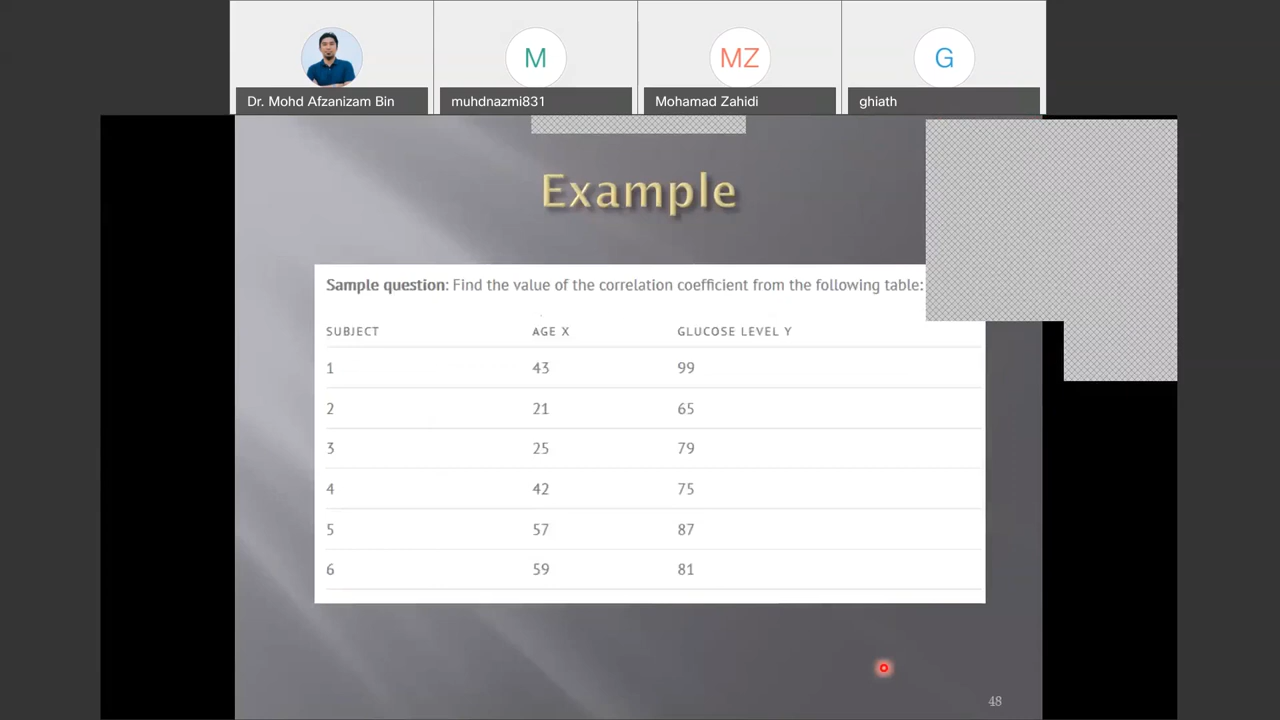 Dr. Mohd Afzanizam Bin
M
muhdnazmi831
MZ
Mohamad Zahidi
G
ghiath
Example
Sample question: Find the value of the correlation coefficient from the following table:
SUBJECT AGE X GLUCOSE LEVEL Y
1 43 99
2 21 65
3 25 79
4 42 75
5 57 87
6 59 81
48